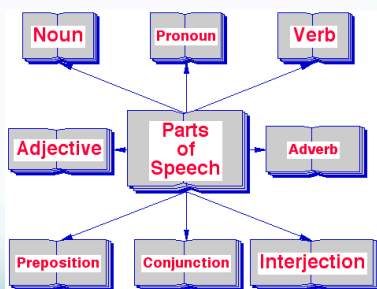 Noun
Pronoun
Verb
Parts
of
Speech
Adjective
Adverb
Preposition
Conjunction
Interjection